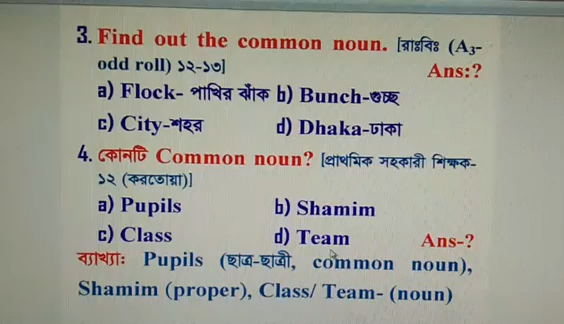 3. Find out the common noun. [রাঃবিঃ (A3-
odd roll) ১২-১৩] Ans:?
a) Flock- পাখির ঝাঁক b) Bunch-গুচ্ছ
c) City-শহর d) Dhaka-ঢাকা
4. কোনটি Common noun? [প্রাথমিক সহকারী শিক্ষক-
১২ (করতোয়া)]
a) Pupils b) Shamim
c) Class d) Team Ans-?
ব্যাখ্যাঃ Pupils (ছাত্র-ছাত্রী, common noun),
Shamim (proper), Class/ Team- (noun)